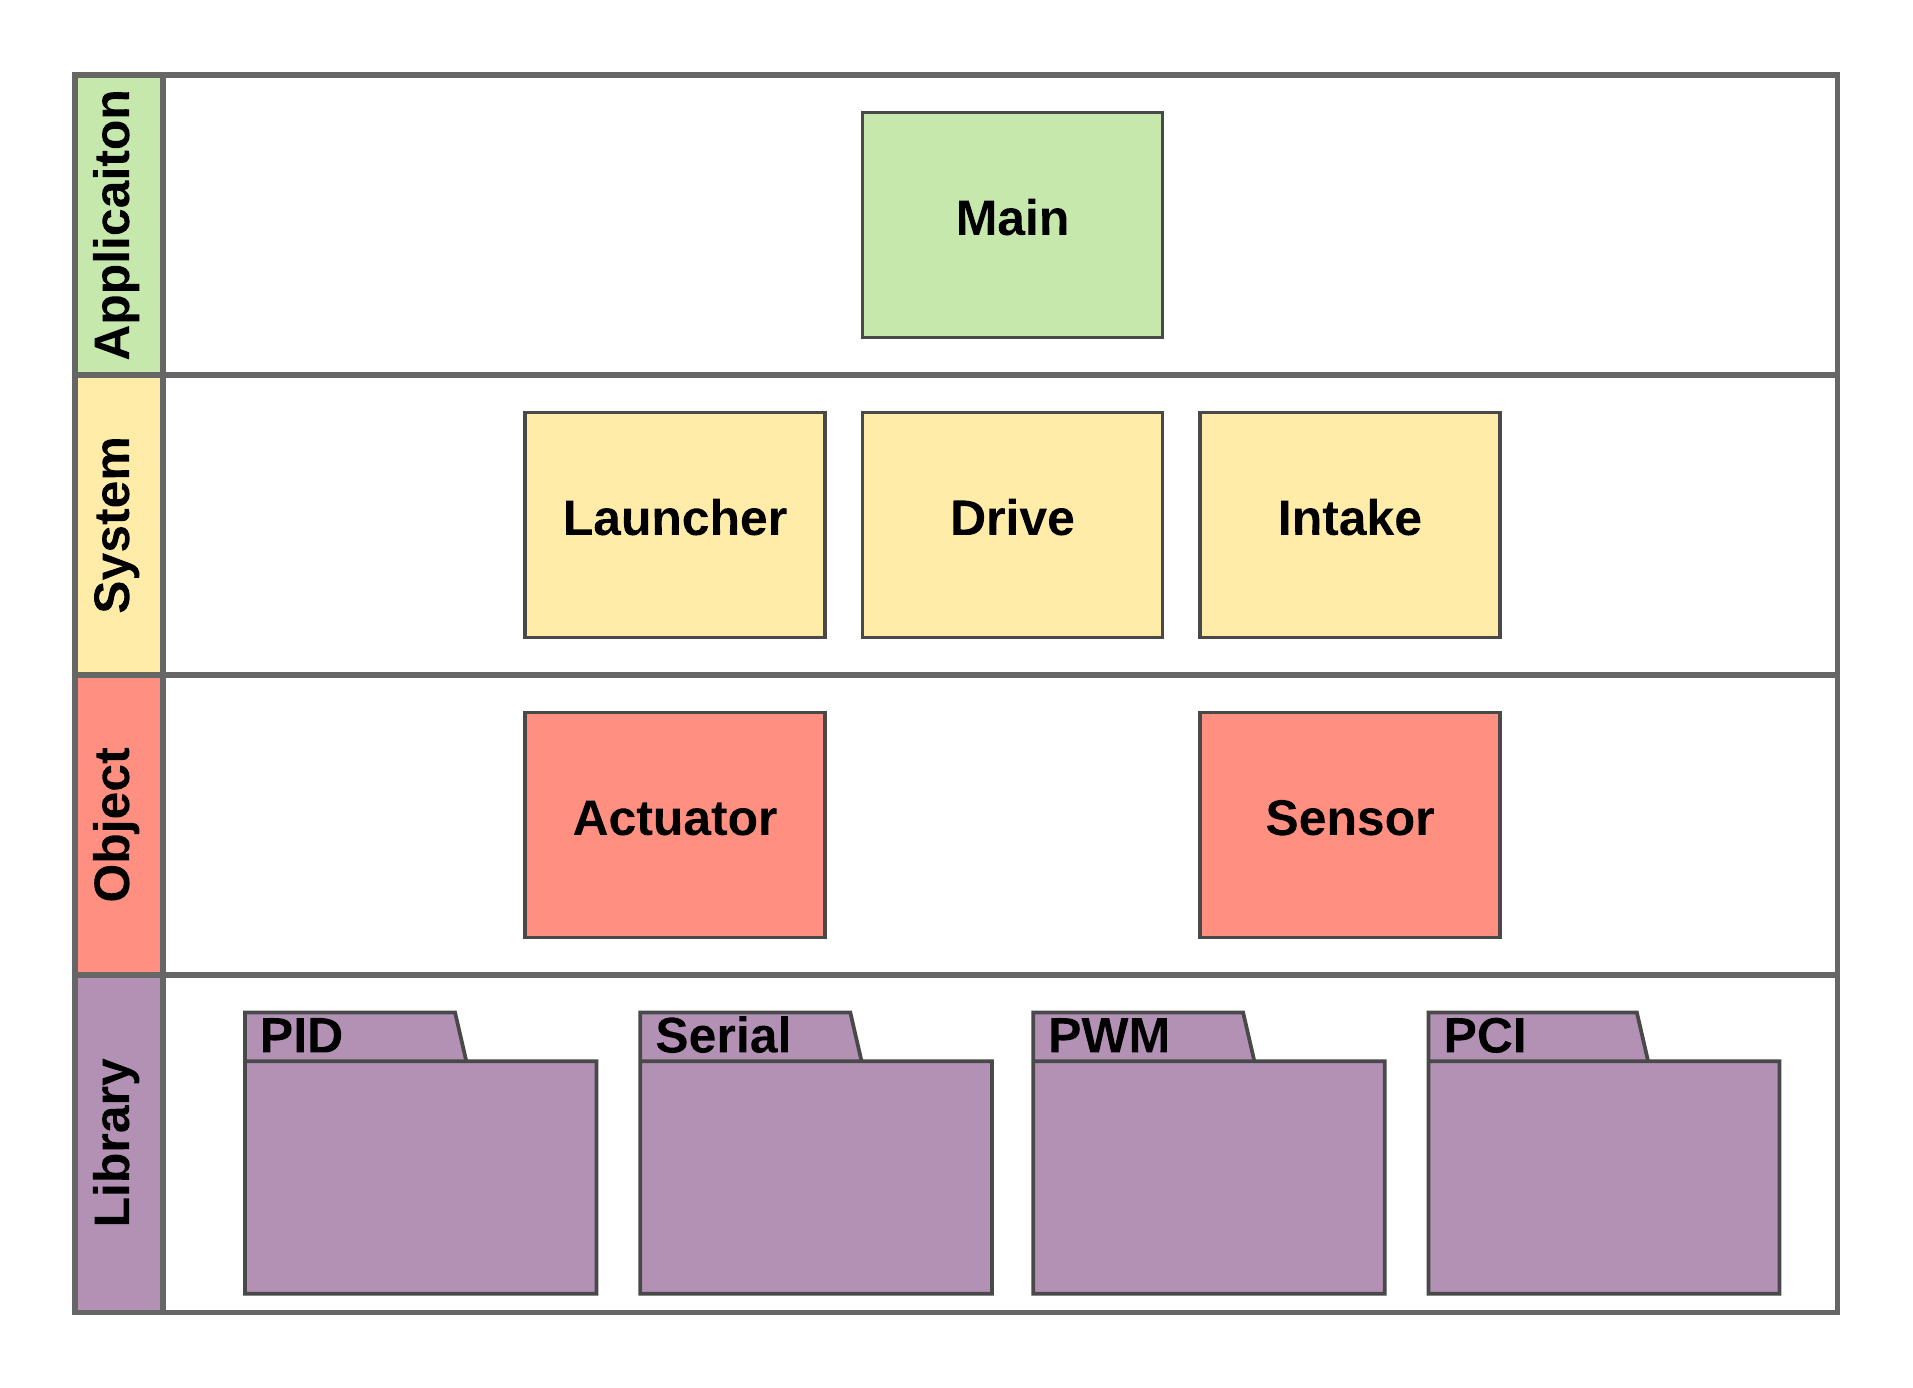 Applicaiton
Main
System
Launcher
Drive
Intake
Object
Actuator
Sensor
Library
PID
Serial
PWM
PCI